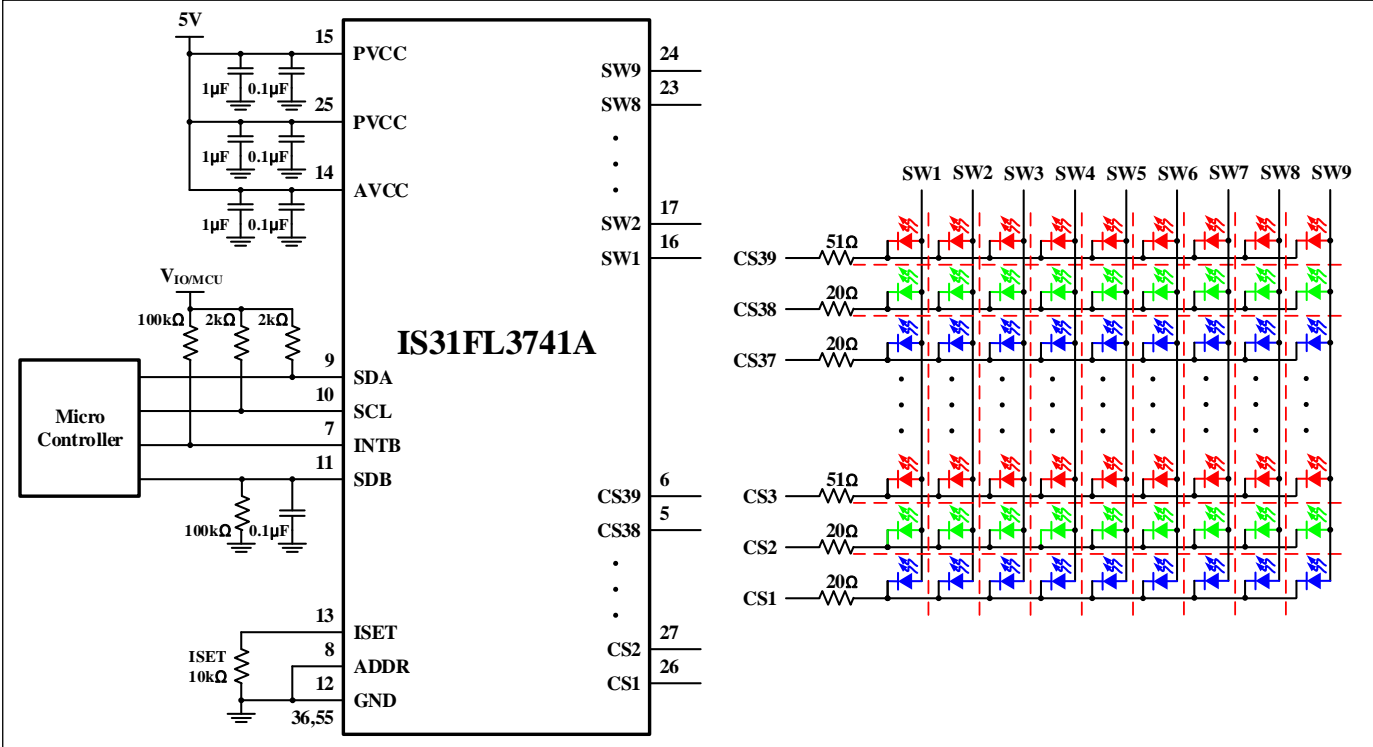 5V
15
PVCC
1µF 0.1µF
25
PVCC
1µF 0.1µF
14
AVCC
1µF 0.1µF
VIO/MCU
100kΩ 2kΩ 2kΩ
9
SDA
10
SCL
7
INTB
11
SDB
Micro
Controller
100kΩ 0.1µF
13
ISET
ISET
10kΩ
8
ADDR
12
GND
36,55
IS31FL3741A
24
SW9
23
SW8
17
SW2
16
SW1
6
CS39
5
CS38
27
CS2
26
CS1
SW1 SW2 SW3 SW4 SW5 SW6 SW7 SW8 SW9
51Ω
CS39
20Ω
CS38
20Ω
CS37
51Ω
CS3
20Ω
CS2
20Ω
CS1